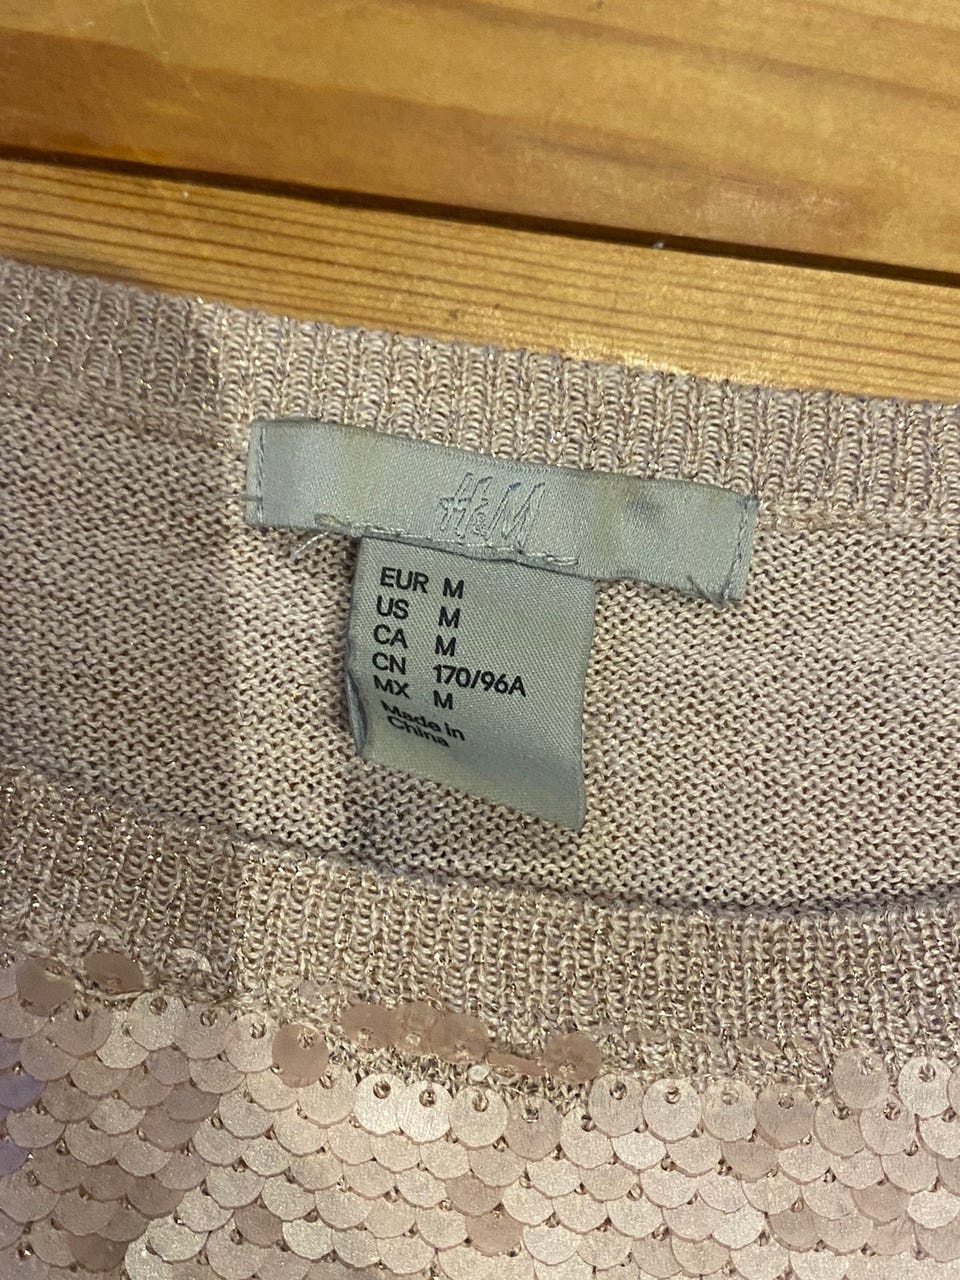 H&M
EUR M
US M
CA M
CN 170/96A
MX M
Made in
China